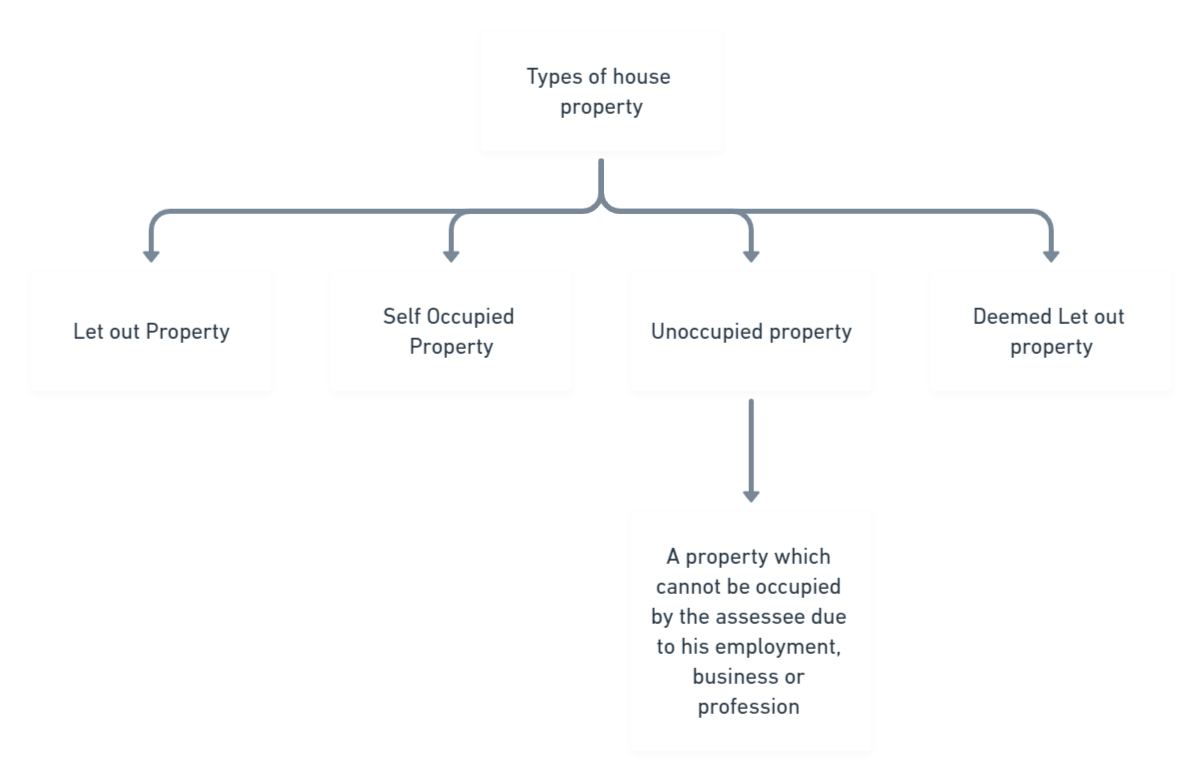 Types of house
property
Let out Property
Self Occupied
Property
Unoccupied property
Deemed Let out
property
A property which
cannot be occupied
by the assessee due
to his employment,
business or
profession